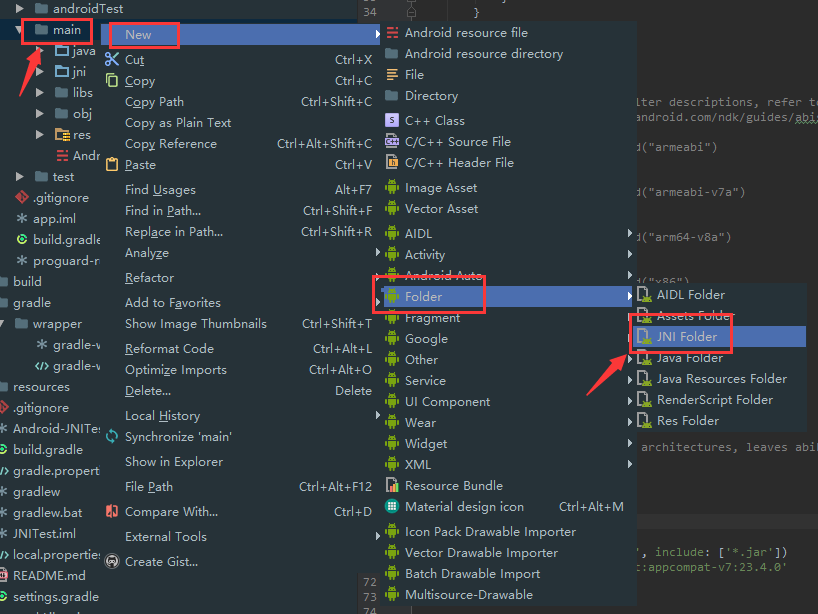 androidTest
main
java
jni
libs
obj
res
Andr
test
.gitignore
app.iml
build.gradle
proguard-r
build
gradle
wrapper
gradle-w
gradle-w
resources
.gitignore
Android-JNITes
build.gradle
gradle.propert
gradlew
gradlew.bat
JNITest.iml
local.properties
README.md
settings.gradle
New
Cut Ctrl+X
Copy Ctrl+C
Copy Path Ctrl+Shift+C
Copy as Plain Text
Copy Reference Ctrl+Alt+Shift+C
Paste Ctrl+V
Find Usages Alt+F7
Find in Path... Ctrl+Shift+F
Replace in Path... Ctrl+Shift+R
Analyze
Refactor
Add to Favorites
Show Image Thumbnails Ctrl+Shift+T
Reformat Code Ctrl+Alt+L
Optimize Imports Ctrl+Alt+O
Delete... Delete
Local History
Synchronize 'main'
Show in Explorer
File Path Ctrl+Alt+F12
Compare With... Ctrl+D
External Tools
Create Gist...
Android resource file
Android resource directory
File
Directory
C++ Class
C/C++ Source File
C/C++ Header File
Image Asset
Vector Asset
AIDL
Activity
Android Auto
Folder
Fragment
Google
Other
Service
UI Component
Wear
Widget
XML
Resource Bundle
Material design icon Ctrl+Alt+M
Icon Pack Drawable Importer
Vector Drawable Importer
Batch Drawable Import
Multisource-Drawable
AIDL Folder
Assets Folder
JNI Folder
Java Folder
Java Resources Folder
RenderScript Folder
Res Folder
34 }
lter descriptions, refer to
android.com/ndk/guides/abis
d("armeabi")
d("armeabi-v7a")
d("arm64-v8a")
d("x86")
architectures, leaves abiF
', include: ['*.jar'])
t:appcompat-v7:23.4.0'
72
73
74